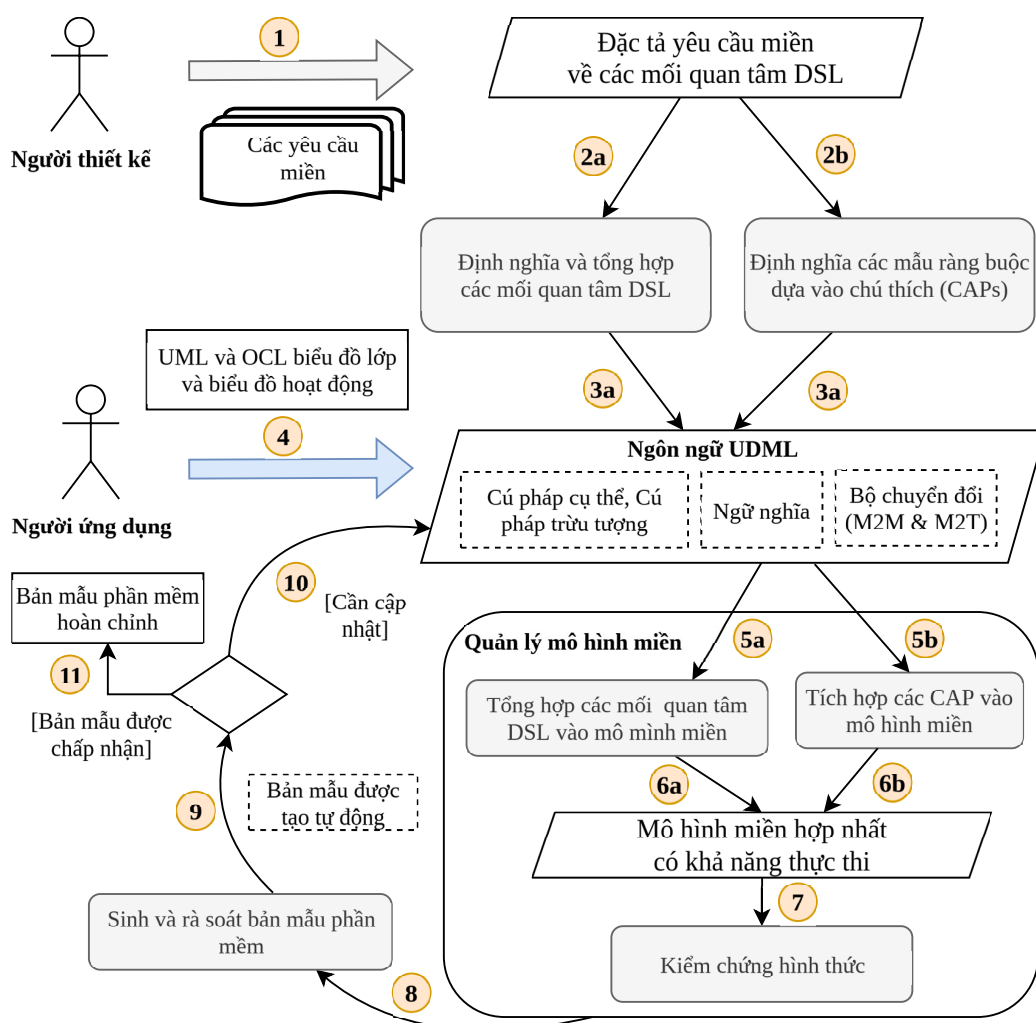 1
Đặc tả yêu cầu miền
về các mối quan tâm DSL
Người thiết kế
Các yêu cầu
miền
2a
2b
Định nghĩa và tổng hợp
các mối quan tâm DSL
Định nghĩa các mẫu ràng buộc
dựa vào chú thích (CAPs)
UML và OCL biểu đồ lớp
và biểu đồ hoạt động
3a
3a
4
Người ứng dụng
Ngôn ngữ UDML
Cú pháp cụ thể, Cú
pháp trừu tượng
Ngữ nghĩa
Bộ chuyển đổi
(M2M & M2T)
10
[Cần cập
nhật]
Bản mẫu phần mềm
hoàn chỉnh
11
[Bản mẫu được
chấp nhận]
Quản lý mô hình miền
5a
5b
Tổng hợp các mối quan tâm
DSL vào mô mình miền
Tích hợp các CAP vào
mô hình miền
6a
6b
Mô hình miền hợp nhất
có khả năng thực thi
7
Kiểm chứng hình thức
9
Bản mẫu được
tạo tự động
Sinh và rà soát bản mẫu phần
mềm
8